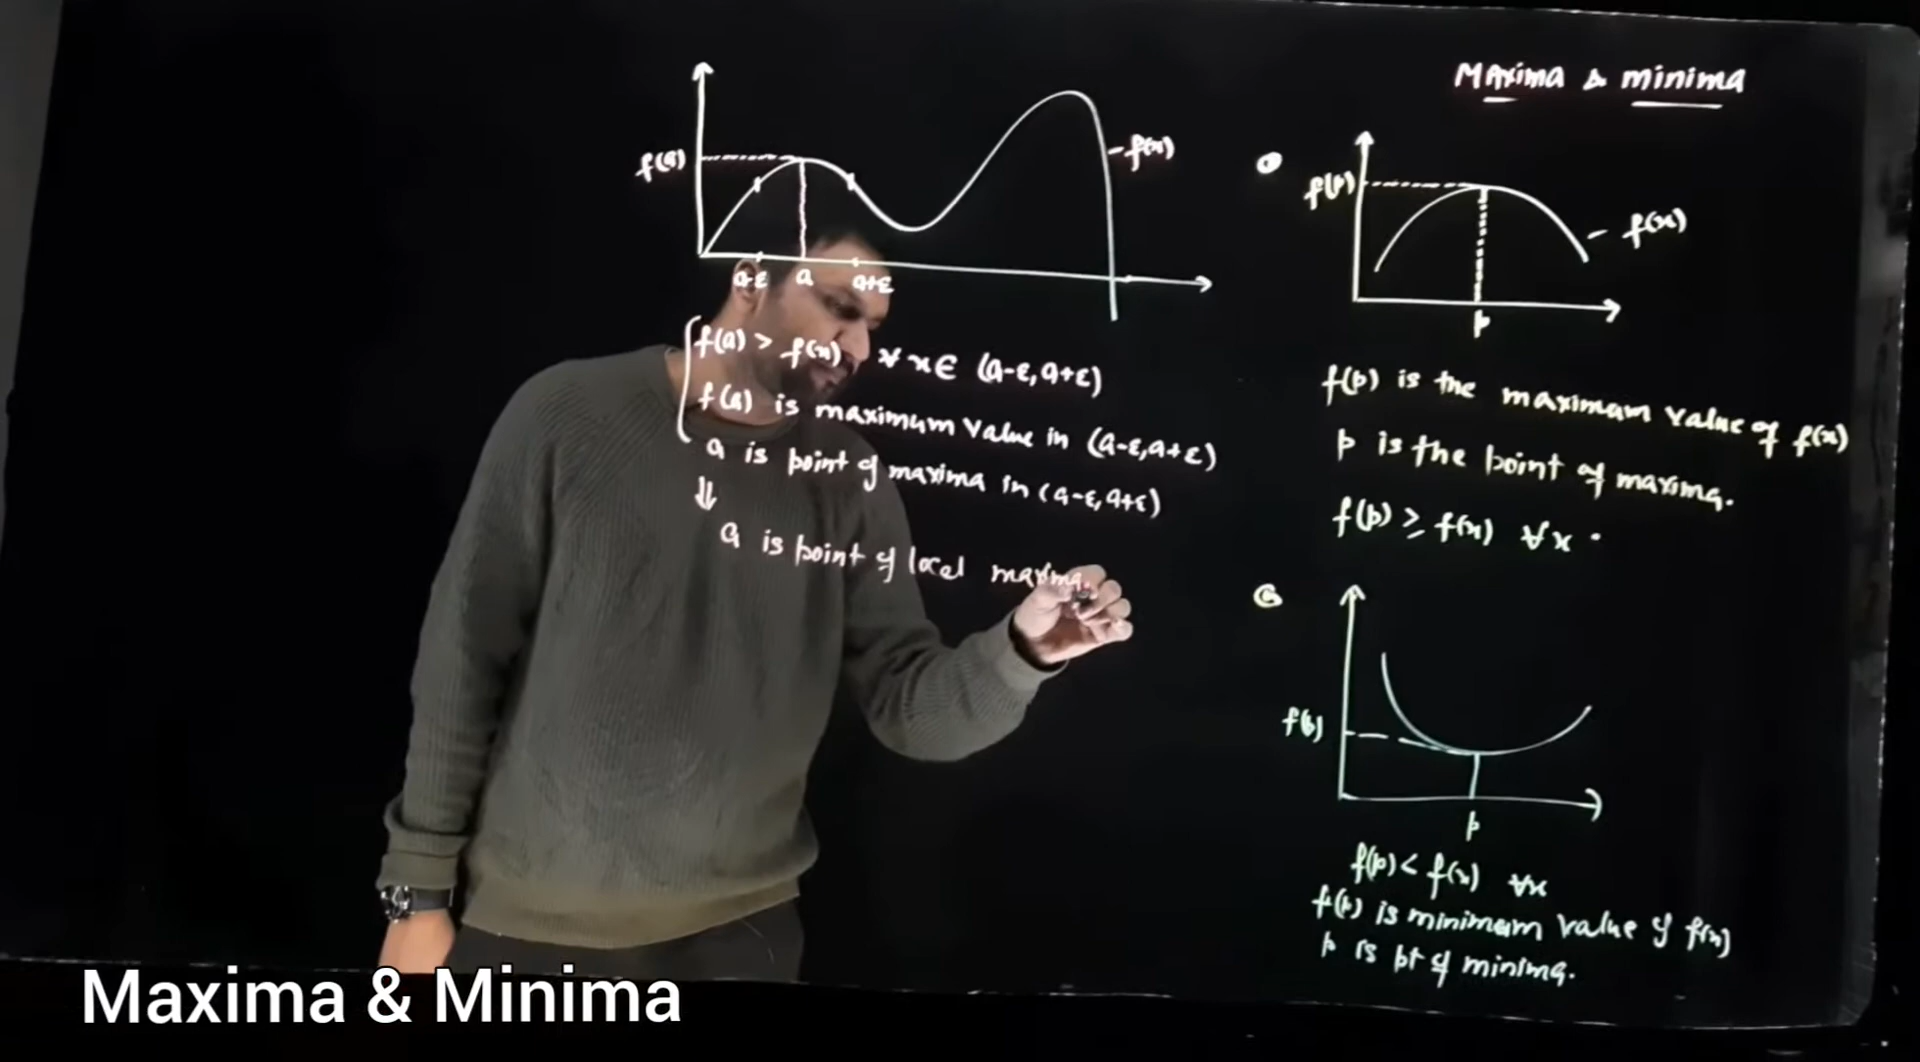 Maxima & minima
f(a)
f(x)
a-ε a a+ε
f(a) > f(x) ∀ x ∈ (a-ε, a+ε)
f(a) is maximum value in (a-ε, a+ε)
a is point of maxima in (a-ε, a+ε)
⇓
a is point of local maxima.
f(p)
f(x)
p
f(p) is the maximum value of f(x)
p is the point of maxima.
f(p) ≥ f(x) ∀x
p
f(p) < f(x) ∀x
f(p) is minimum value of f(x)
p is pt of minima.
Maxima & Minima